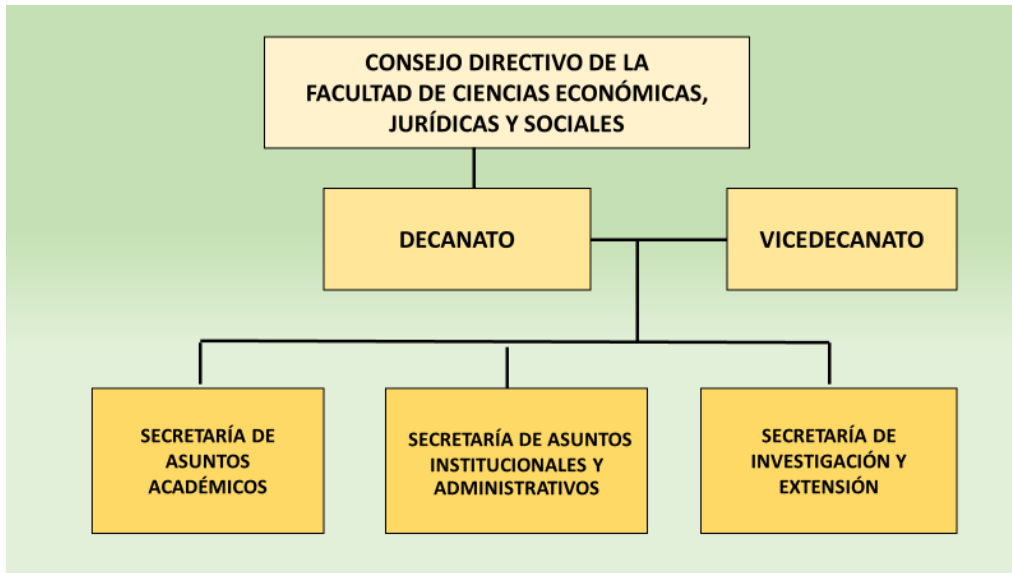 CONSEJO DIRECTIVO DE LA
FACULTAD DE CIENCIAS ECONÓMICAS,
JURÍDICAS Y SOCIALES
DECANATO
VICEDECANATO
SECRETARÍA DE
ASUNTOS
ACADÉMICOS
SECRETARÍA DE ASUNTOS
INSTITUCIONALES Y
ADMINISTRATIVOS
SECRETARÍA DE
INVESTIGACIÓN Y
EXTENSIÓN